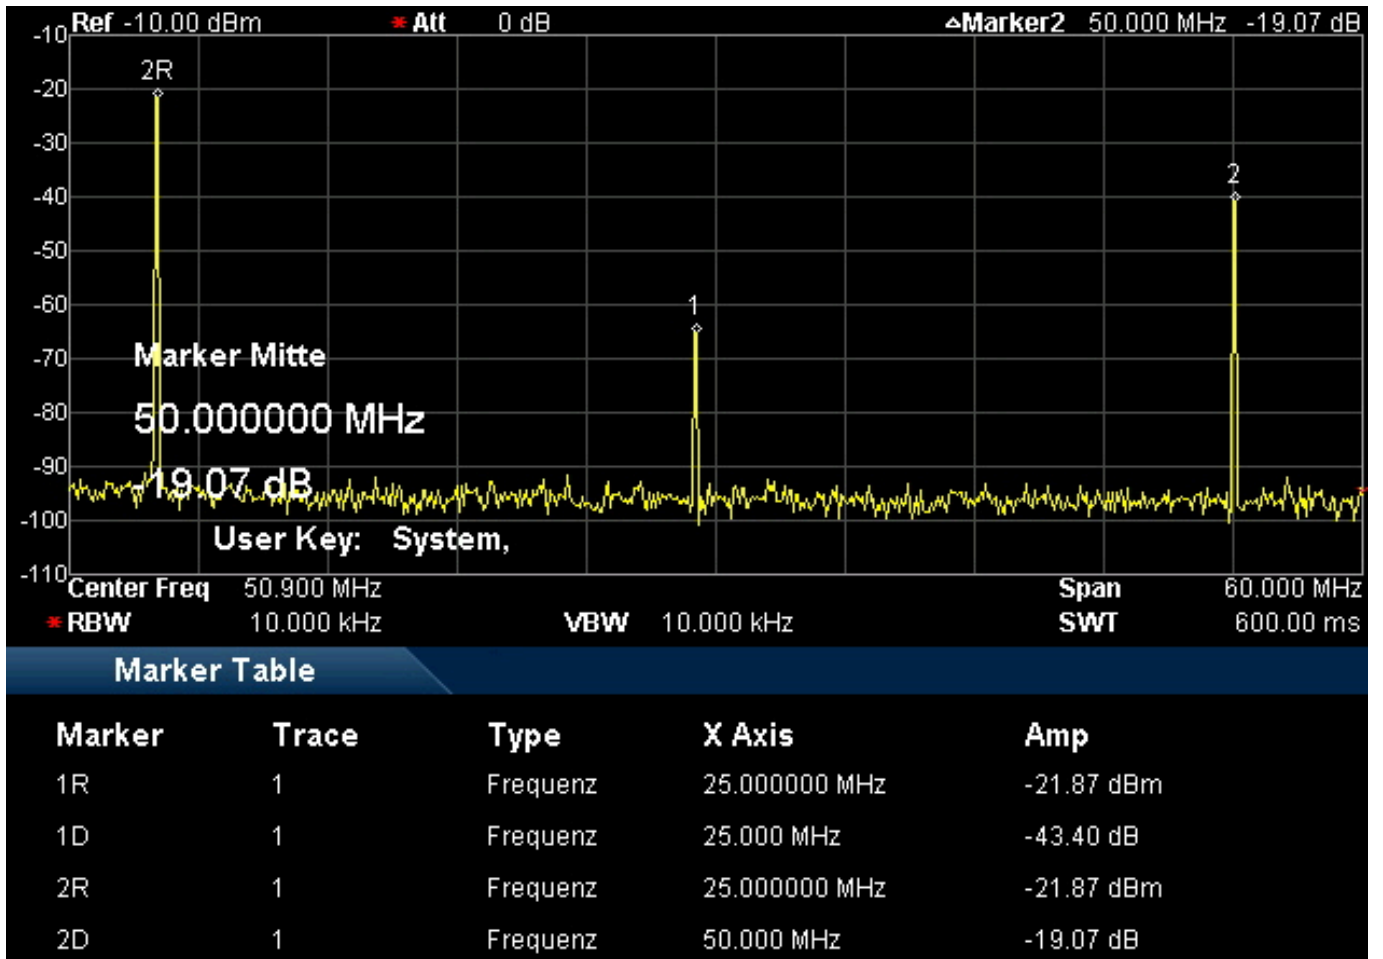 Ref -10.00 dBm * Att 0 dB ▵Marker2 50.000 MHz -19.07 dB
-10
2R
-20
-30
2
-40
-50
1
-60
Marker Mitte
-70
50.000000 MHz
-80
-19.07 dB
-90
-100
User Key: System,
-110
Center Freq 50.900 MHz Span 60.000 MHz
* RBW 10.000 kHz VBW 10.000 kHz SWT 600.00 ms
Marker Table
Marker Trace Type X Axis Amp
1R 1 Frequenz 25.000000 MHz -21.87 dBm
1D 1 Frequenz 25.000 MHz -43.40 dB
2R 1 Frequenz 25.000000 MHz -21.87 dBm
2D 1 Frequenz 50.000 MHz -19.07 dB